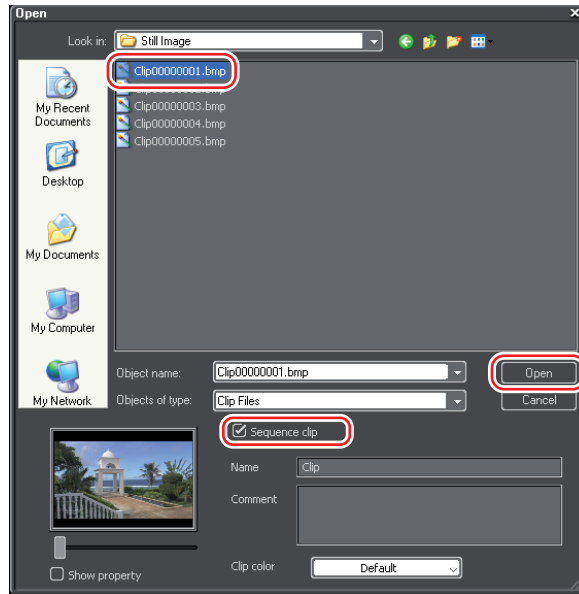 Open
Look in: Still Image
Clip00000001.bmp
Clip00000003.bmp
Clip00000004.bmp
Clip00000005.bmp
My Recent
Documents
Desktop
My Documents
My Computer
My Network
Object name: Clip00000001.bmp Open
Objects of type: Clip Files Cancel
Sequence clip
Name Clip
Comment
Clip color Default
Show property